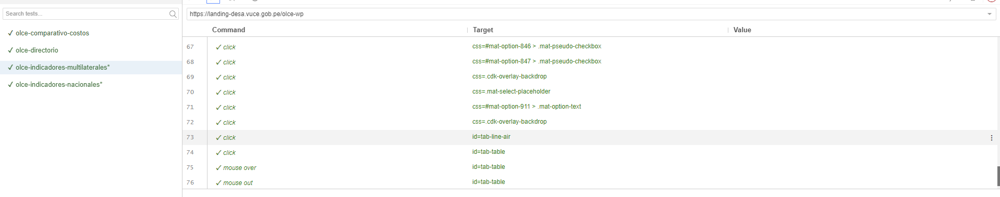 https://landing-desa.vuce.gob.pe/olce-wp
Search tests...
Command Target Value
olce-comparativo-costos
olce-directorio
olce-indicadores-multilaterales*
olce-indicadores-nacionales*
67 click css=#mat-option-846 > .mat-pseudo-checkbox
68 click css=#mat-option-847 > .mat-pseudo-checkbox
69 click css=.cdk-overlay-backdrop
70 click css=.mat-select-placeholder
71 click css=#mat-option-911 > .mat-option-text
72 click css=.cdk-overlay-backdrop
73 click id=tab-line-air
74 click id=tab-table
75 mouse over id=tab-table
76 mouse out id=tab-table